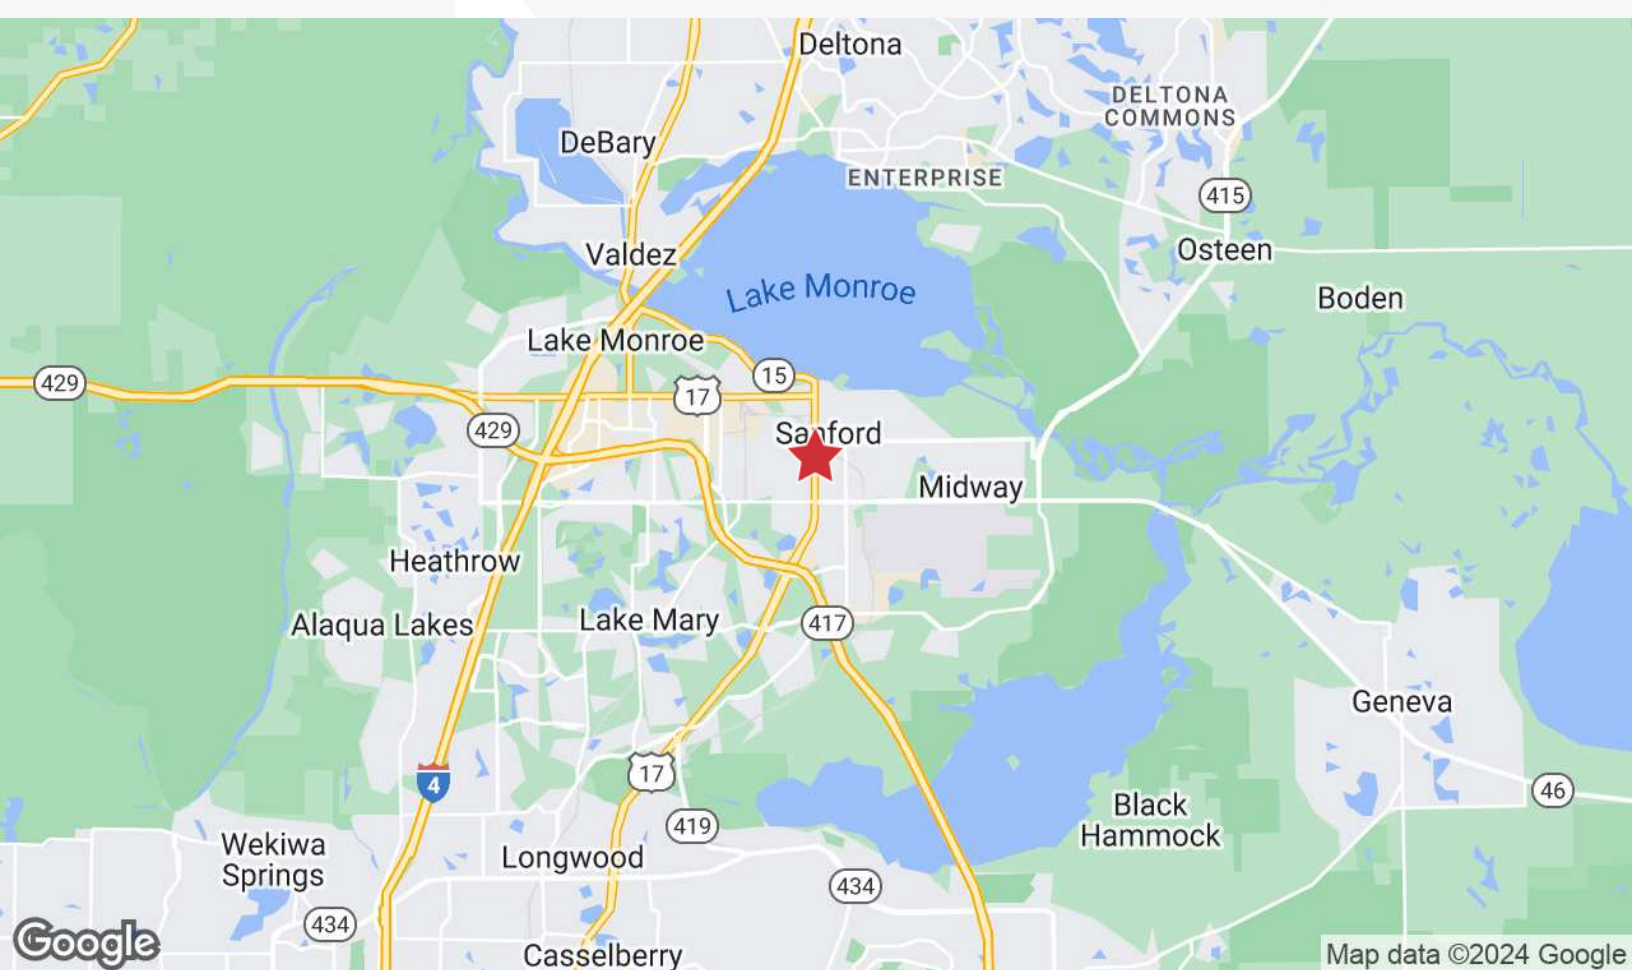 Deltona
DELTONA
COMMONS
DeBary
ENTERPRISE
415
Valdez
Osteen
Lake Monroe
Boden
Lake Monroe
429
15
17
429
Sanford
Midway
Heathrow
Alaqua Lakes
Lake Mary
417
Geneva
17
4
46
Black
Hammock
419
Wekiwa
Springs
Longwood
434
434
Casselberry
Google
Map data ©2024 Google